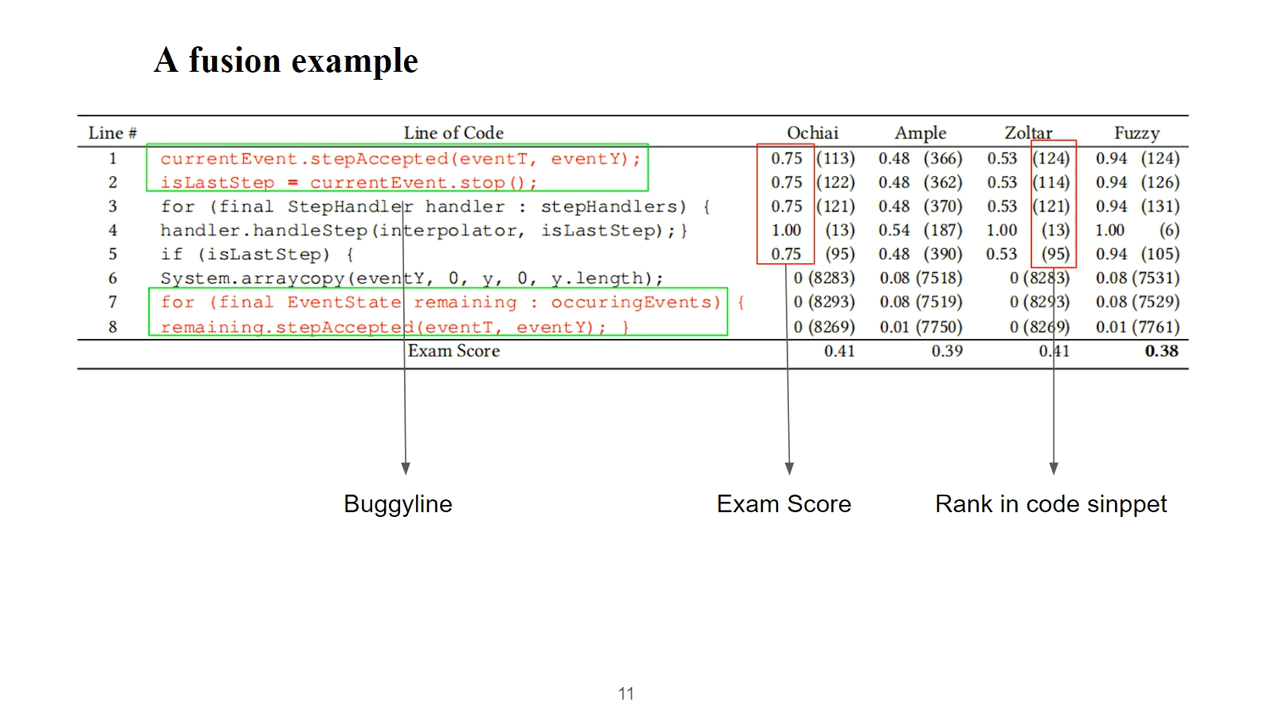 A fusion example
Line # Line of Code Ochiai Ample Zoltar Fuzzy
1 currentEvent.stepAccepted(eventT, eventY); 0.75 (113) 0.48 (366) 0.53 (124) 0.94 (124)
2 isLastStep = currentEvent.stop(); 0.75 (122) 0.48 (362) 0.53 (114) 0.94 (126)
3 for (final StepHandler handler : stepHandlers) { 0.75 (121) 0.48 (370) 0.53 (121) 0.94 (131)
4 handler.handleStep(interpolator, isLastStep);} 1.00 (13) 0.54 (187) 1.00 (13) 1.00 (6)
5 if (isLastStep) { 0.75 (95) 0.48 (390) 0.53 (95) 0.94 (105)
6 System.arraycopy(eventY, 0, y, 0, y.length); 0 (8283) 0.08 (7518) 0 (8283) 0.08 (7531)
7 for (final EventState remaining : occuringEvents) { 0 (8293) 0.08 (7519) 0 (8293) 0.08 (7529)
8 remaining.stepAccepted(eventT, eventY); } 0 (8269) 0.01 (7750) 0 (8269) 0.01 (7761)
Exam Score 0.41 0.39 0.41 0.38
Buggyline Exam Score Rank in code sinppet
11